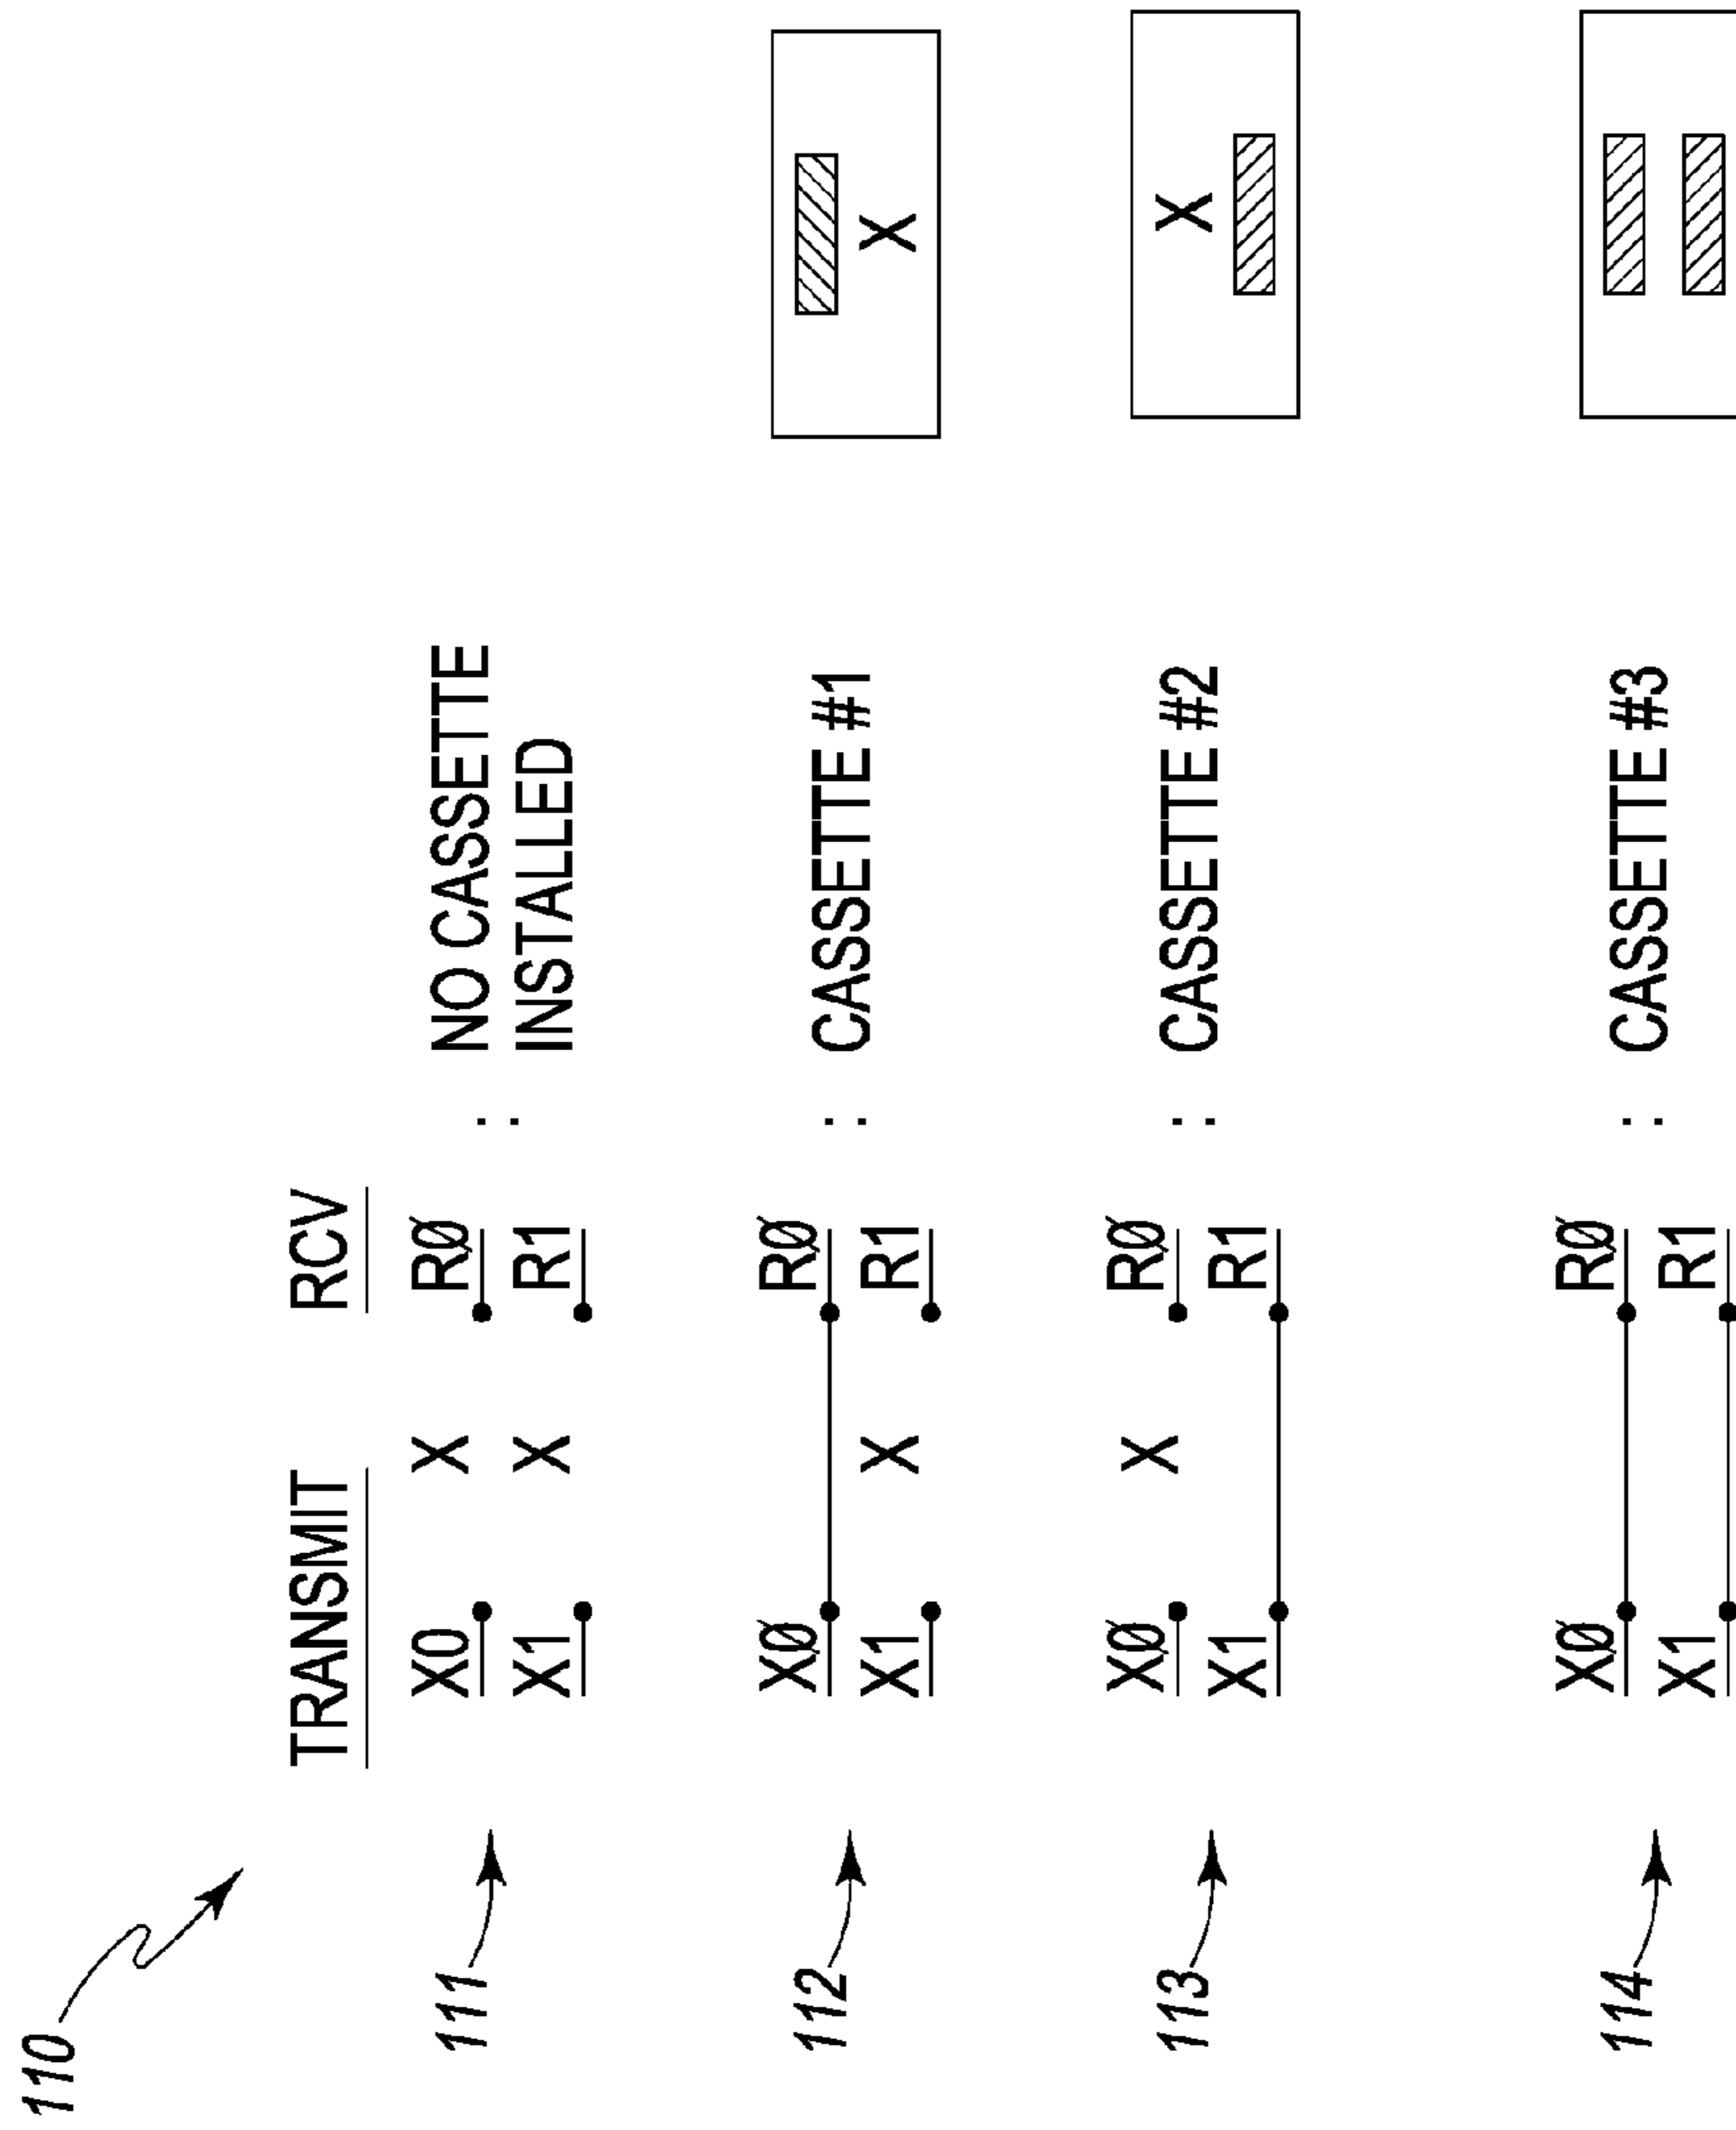 110
TRANSMIT RCV
111 X0 X RØ : NO CASSETTE
X1 X R1 INSTALLED
112 XØ RØ : CASSETTE #1
X1 X R1 X
113 XØ X RØ : CASSETTE #2 X
X1 R1
114 XØ RØ : CASSETTE #3
X1 R1